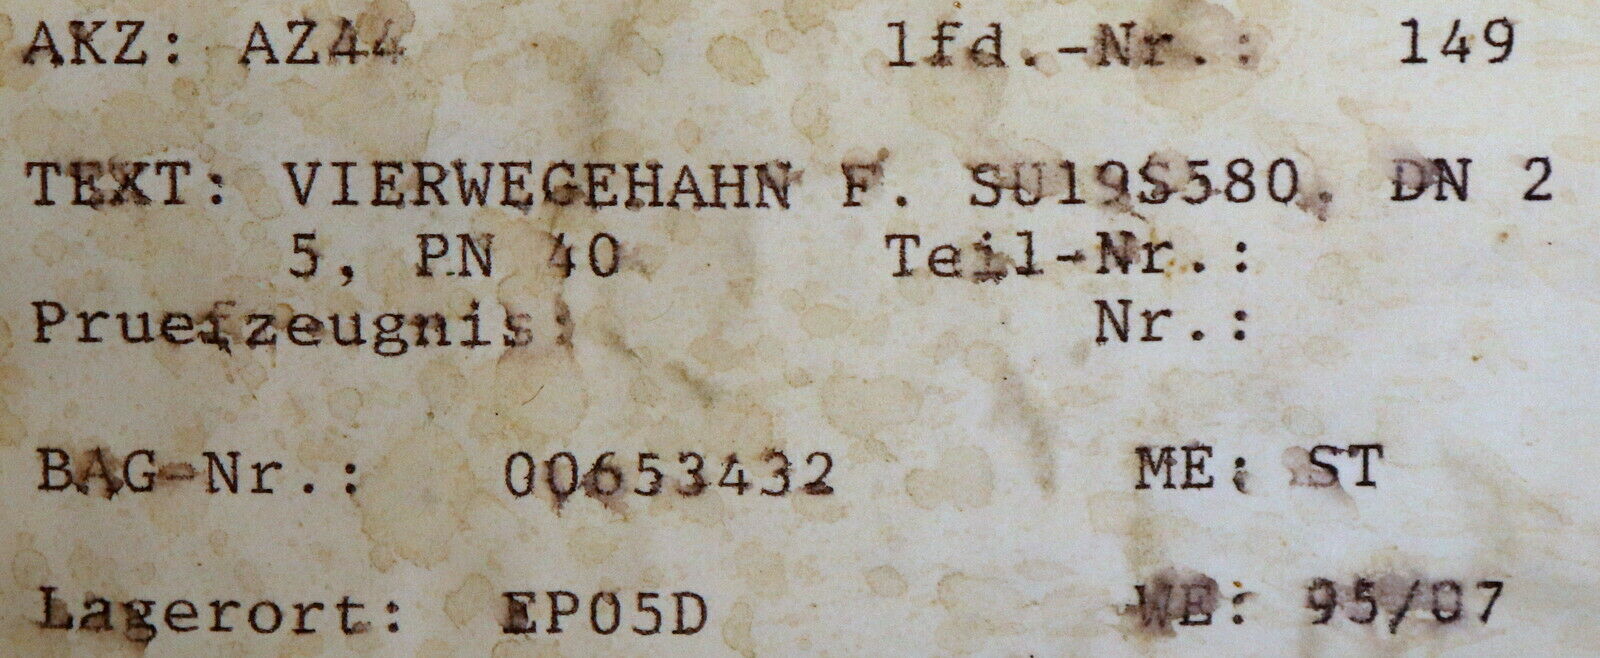 AKZ: AZ44 lfd.-Nr.: 149
TEXT: VIERWEGEHAHN F. SU19S580, DN 2
5, PN 40 Teil-Nr.:
Pruefzeugnis: Nr.:
BAG-Nr.: 00653432 ME: ST
Lagerort: EP05D WE: 95/07